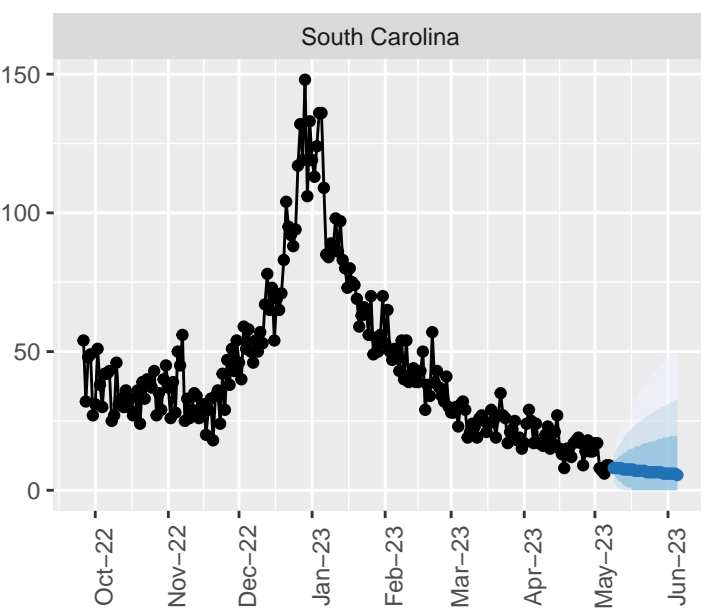 South Carolina
150
100
50
0
Oct−22
Nov−22
Dec−22
Jan−23
Feb−23
Mar−23
Apr−23
May−23
Jun−23